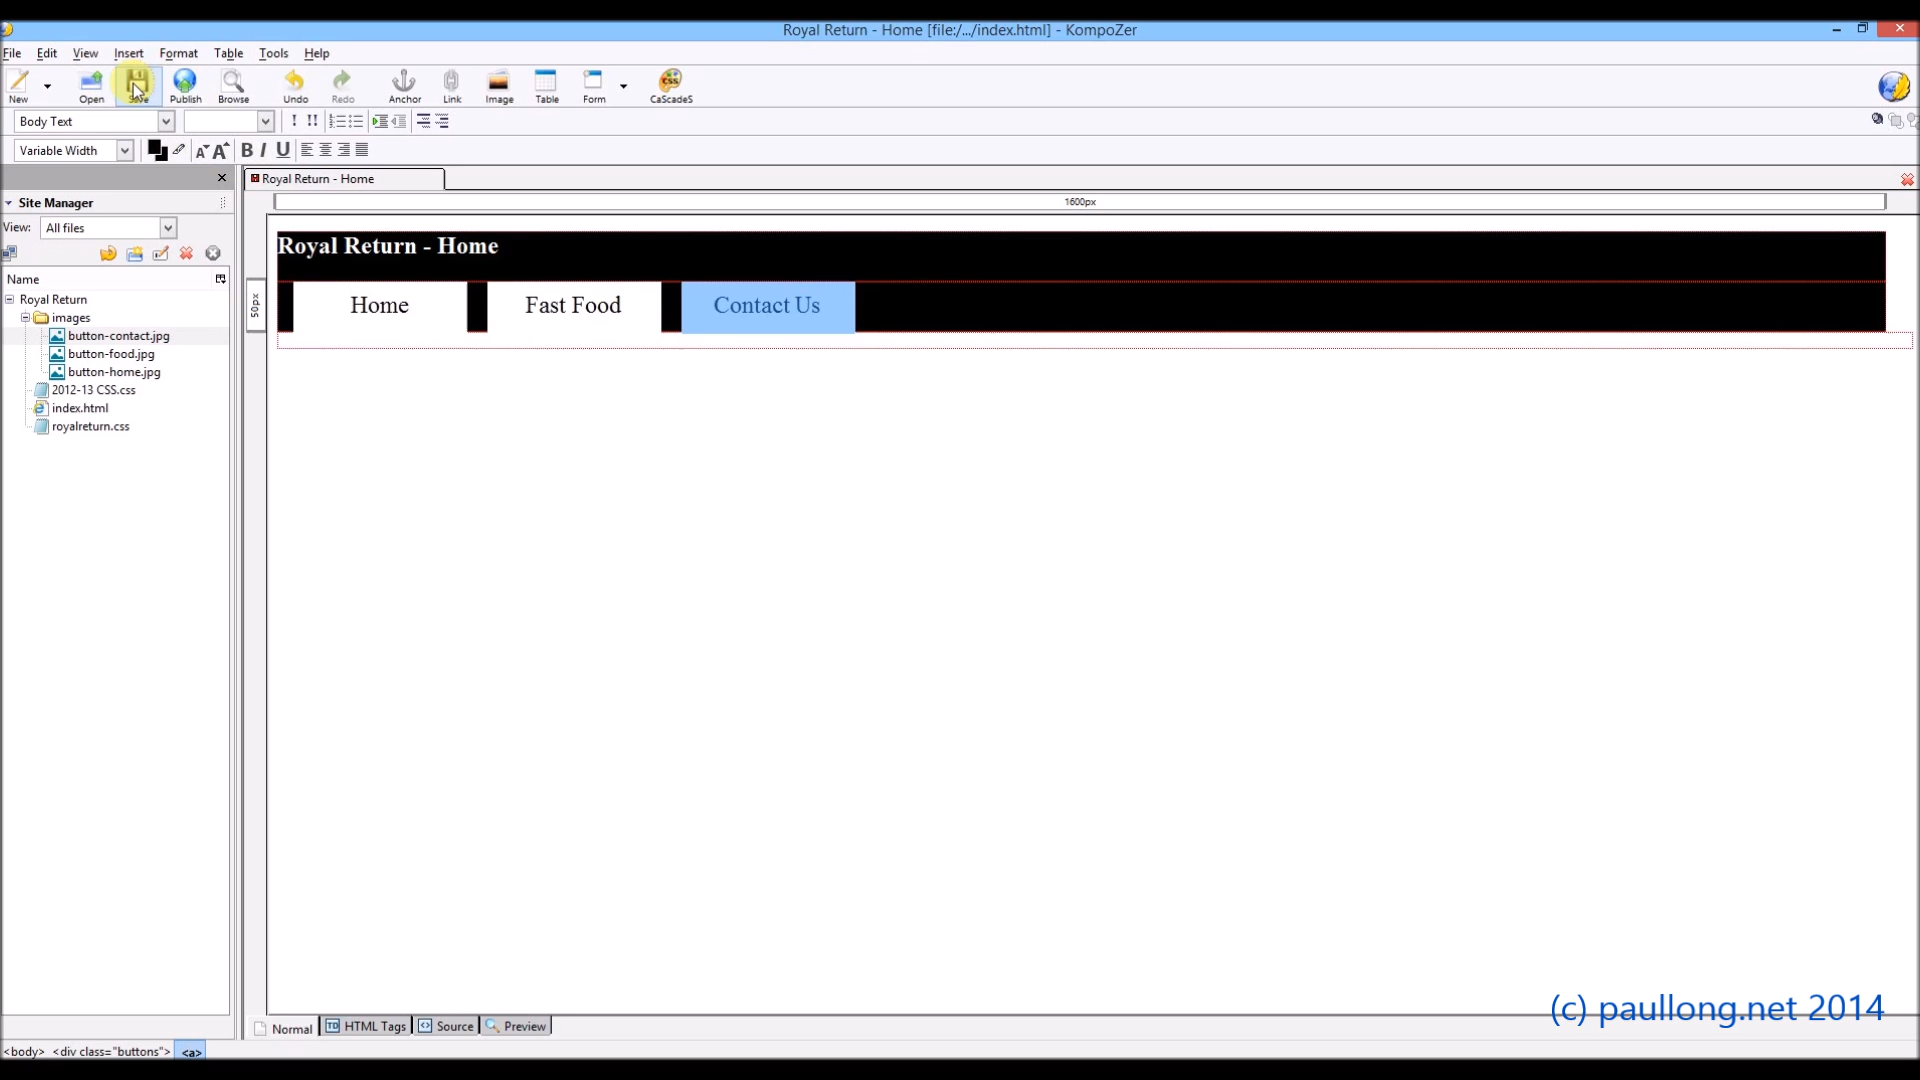 Royal Return - Home [file:/.../index.html] - KompoZer
File Edit View Insert Format Table Tools Help
New Open Save Publish Browse Undo Redo Anchor Link Image Table Form CaScadeS
Body Text ! !!
Variable Width A A B I U
Royal Return - Home
Site Manager
1600px
View: All files
Royal Return - Home
Name
50px
Home Fast Food Contact Us
Royal Return
images
button-contact.jpg
button-food.jpg
button-home.jpg
2012-13 CSS.css
index.html
royalreturn.css
(c) paullong.net 2014
Normal HTML Tags Source Preview
<body> <div class="buttons"> <a>